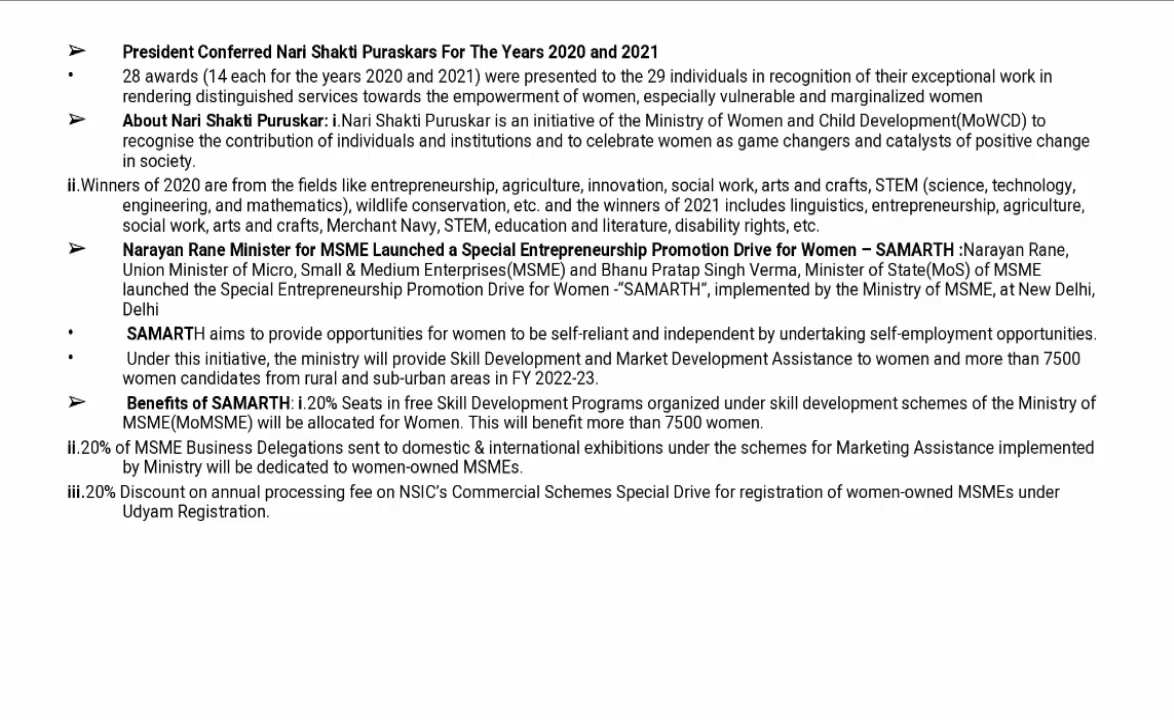 ➢ President Conferred Nari Shakti Puraskars For The Years 2020 and 2021
• 28 awards (14 each for the years 2020 and 2021) were presented to the 29 individuals in recognition of their exceptional work in
rendering distinguished services towards the empowerment of women, especially vulnerable and marginalized women
➢ About Nari Shakti Puruskar: i.Nari Shakti Puruskar is an initiative of the Ministry of Women and Child Development(MoWCD) to
recognise the contribution of individuals and institutions and to celebrate women as game changers and catalysts of positive change
in society.
ii.Winners of 2020 are from the fields like entrepreneurship, agriculture, innovation, social work, arts and crafts, STEM (science, technology,
engineering, and mathematics), wildlife conservation, etc. and the winners of 2021 includes linguistics, entrepreneurship, agriculture,
social work, arts and crafts, Merchant Navy, STEM, education and literature, disability rights, etc.
➢ Narayan Rane Minister for MSME Launched a Special Entrepreneurship Promotion Drive for Women – SAMARTH :Narayan Rane,
Union Minister of Micro, Small & Medium Enterprises(MSME) and Bhanu Pratap Singh Verma, Minister of State(MoS) of MSME
launched the Special Entrepreneurship Promotion Drive for Women -“SAMARTH”, implemented by the Ministry of MSME, at New Delhi,
Delhi
• SAMARTH aims to provide opportunities for women to be self-reliant and independent by undertaking self-employment opportunities.
• Under this initiative, the ministry will provide Skill Development and Market Development Assistance to women and more than 7500
women candidates from rural and sub-urban areas in FY 2022-23.
➢ Benefits of SAMARTH: i.20% Seats in free Skill Development Programs organized under skill development schemes of the Ministry of
MSME(MoMSME) will be allocated for Women. This will benefit more than 7500 women.
ii.20% of MSME Business Delegations sent to domestic & international exhibitions under the schemes for Marketing Assistance implemented
by Ministry will be dedicated to women-owned MSMEs.
iii.20% Discount on annual processing fee on NSIC's Commercial Schemes Special Drive for registration of women-owned MSMEs under
Udyam Registration.